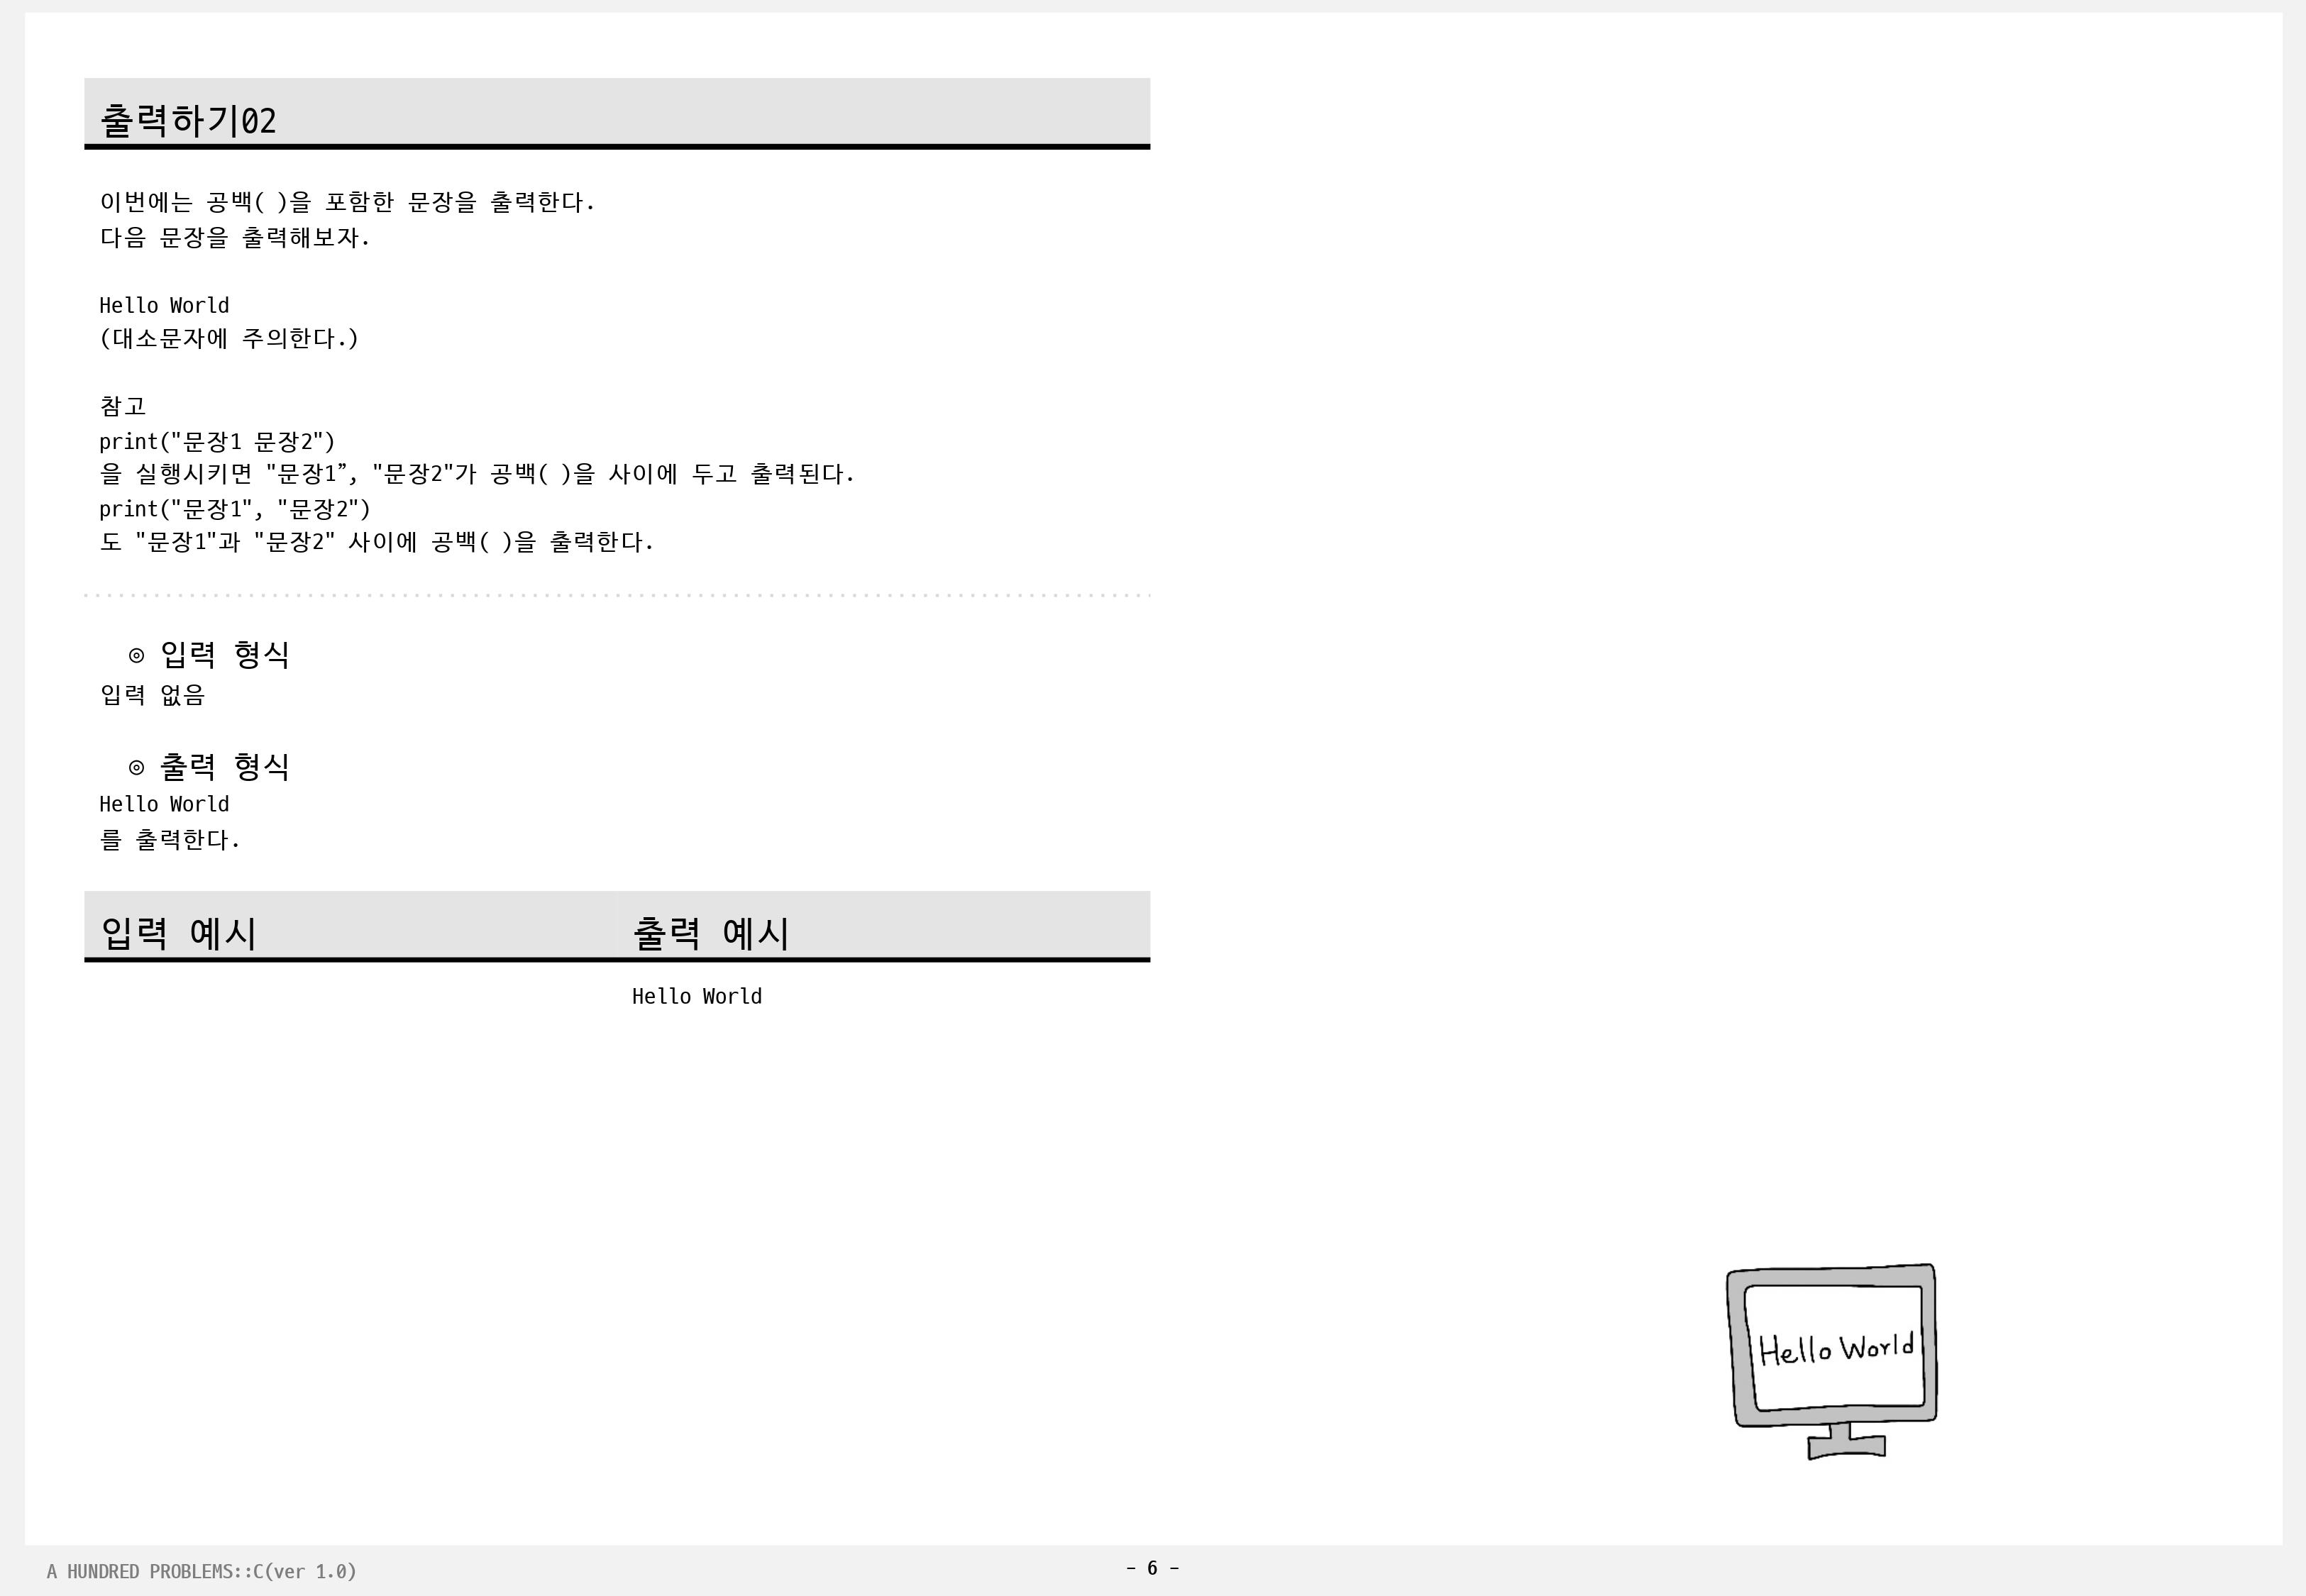 출력하기02
이번에는 공백( )을 포함한 문장을 출력한다.
다음 문장을 출력해보자.
Hello World
(대소문자에 주의한다.)
참고
print("문장1 문장2")
을 실행시키면 "문장1”, "문장2"가 공백( )을 사이에 두고 출력된다.
print("문장1", "문장2")
도 "문장1"과 "문장2" 사이에 공백( )을 출력한다.
◎ 입력 형식
입력 없음
◎ 출력 형식
Hello World
를 출력한다.
입력 예시 출력 예시
Hello World
Hello World
A HUNDRED PROBLEMS::C(ver 1.0) - 6 -